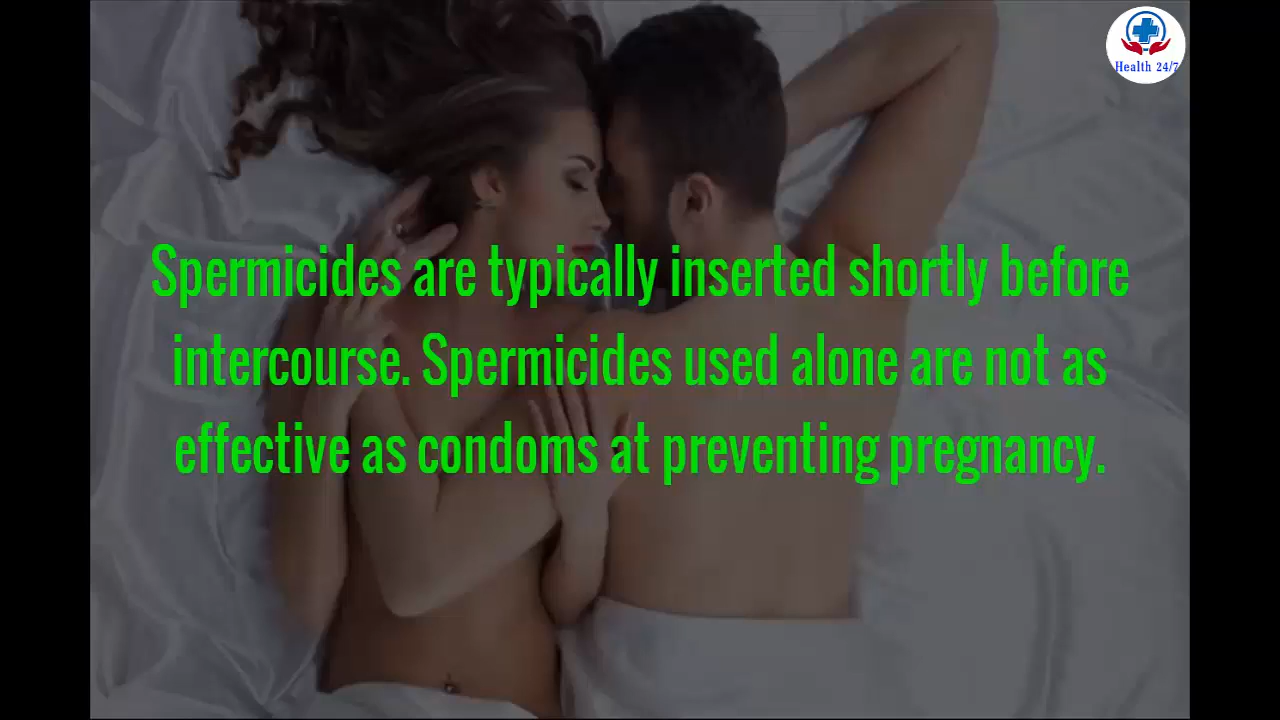 Health 24/7
Spermicides are typically inserted shortly before
intercourse. Spermicides used alone are not as
effective as condoms at preventing pregnancy.